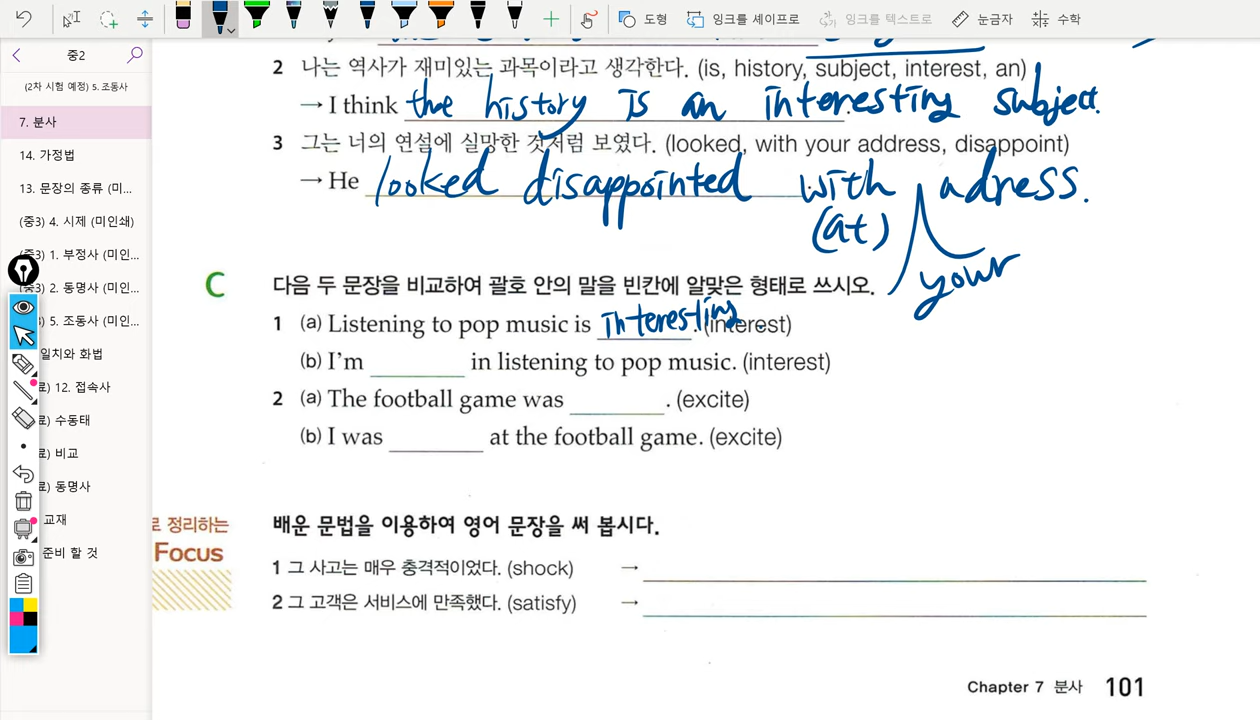 도형
잉크를 셰이프로
잉크를 텍스트로
눈금자
수학
중2
(2차 시험 예정) 5. 조동사
7. 분사
14. 가정법
13. 문장의 종류 (미...
(중3) 4. 시제 (미인쇄)
(중3) 1. 부정사 (미인...
중3) 2. 동명사 (미인...
3) 5. 조동사 (미인...
일치와 화법
료) 12. 접속사
료) 수동태
료) 비교
료) 동명사
교재
준비 할 것
2 나는 역사가 재미있는 과목이라고 생각한다. (is, history, subject, interest, an)
→ I think the history is an interesting subject.
3 그는 너의 연설에 실망한 것처럼 보였다. (looked, with your address, disappoint)
→ He looked disappointed with adress.
(at)
your
C 다음 두 문장을 비교하여 괄호 안의 말을 빈칸에 알맞은 형태로 쓰시오.
1 (a) Listening to pop music is interesting. (interest)
(b) I'm ________ in listening to pop music. (interest)
2 (a) The football game was ________. (excite)
(b) I was ________ at the football game. (excite)
로 정리하는
Focus
배운 문법을 이용하여 영어 문장을 써 봅시다.
1 그 사고는 매우 충격적이었다. (shock) →
2 그 고객은 서비스에 만족했다. (satisfy) →
Chapter 7 분사 101